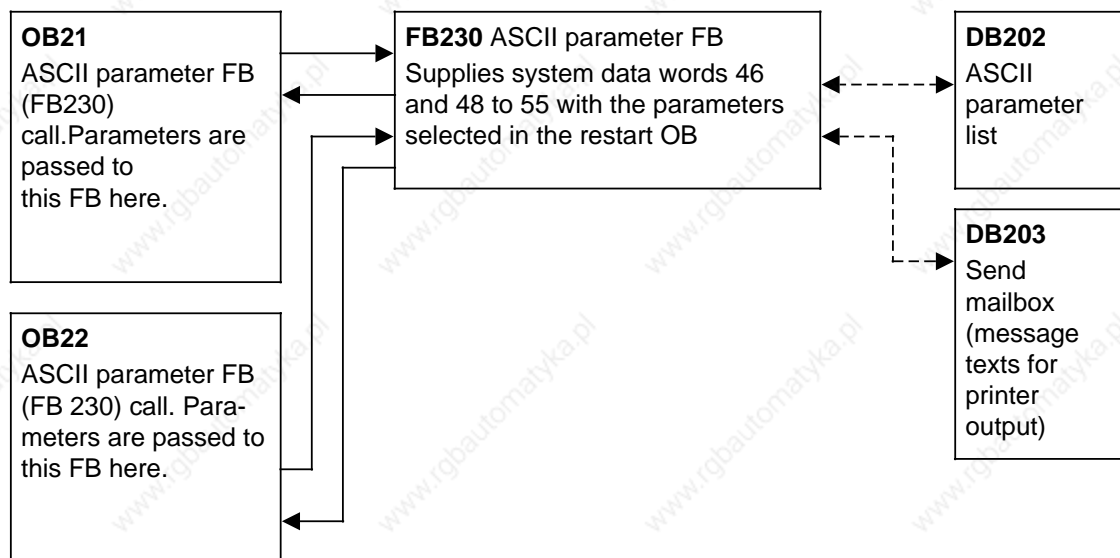 OB21
ASCII parameter FB
(FB230)
call.Parameters are
passed to
this FB here.
FB230 ASCII parameter FB
Supplies system data words 46
and 48 to 55 with the parameters
selected in the restart OB
DB202
ASCII
parameter
list
DB203
Send
mailbox
(message
texts for
printer
output)
OB22
ASCII parameter FB
(FB 230) call. Para-
meters are passed to
this FB here.
www.rgbautomatyka.pl